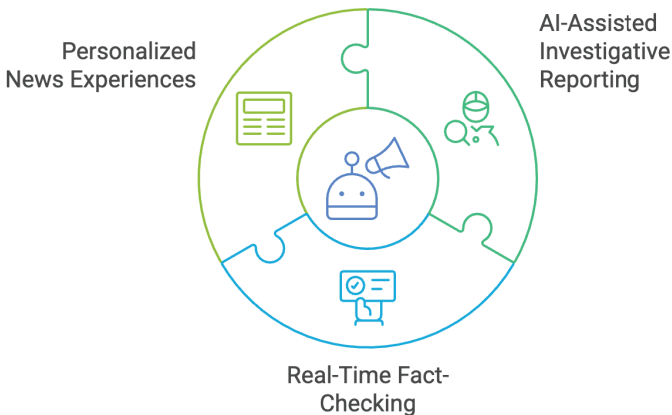 Personalized
News Experiences
AI-Assisted
Investigative
Reporting
Real-Time Fact-
Checking